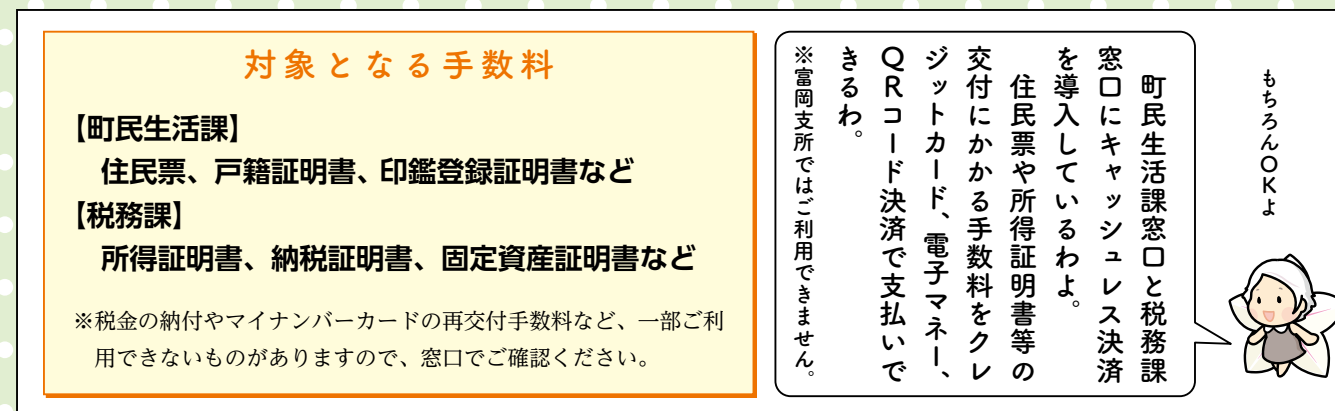 もちろんOKよ
町民生活課窓口と税務課
窓口にキャッシュレス決済
を導入しているわよ。
住民票や所得証明書等の
交付にかかる手数料をクレ
ジットカード、電子マネー、
QRコード決済で支払いで
きるわ。
※富岡支所ではご利用できません。
対象となる手数料
【町民生活課】
住民票、戸籍証明書、印鑑登録証明書など
【税務課】
所得証明書、納税証明書、固定資産証明書など
※税金の納付やマイナンバーカードの再交付手数料など、一部ご利
用できないものがありますので、窓口でご確認ください。